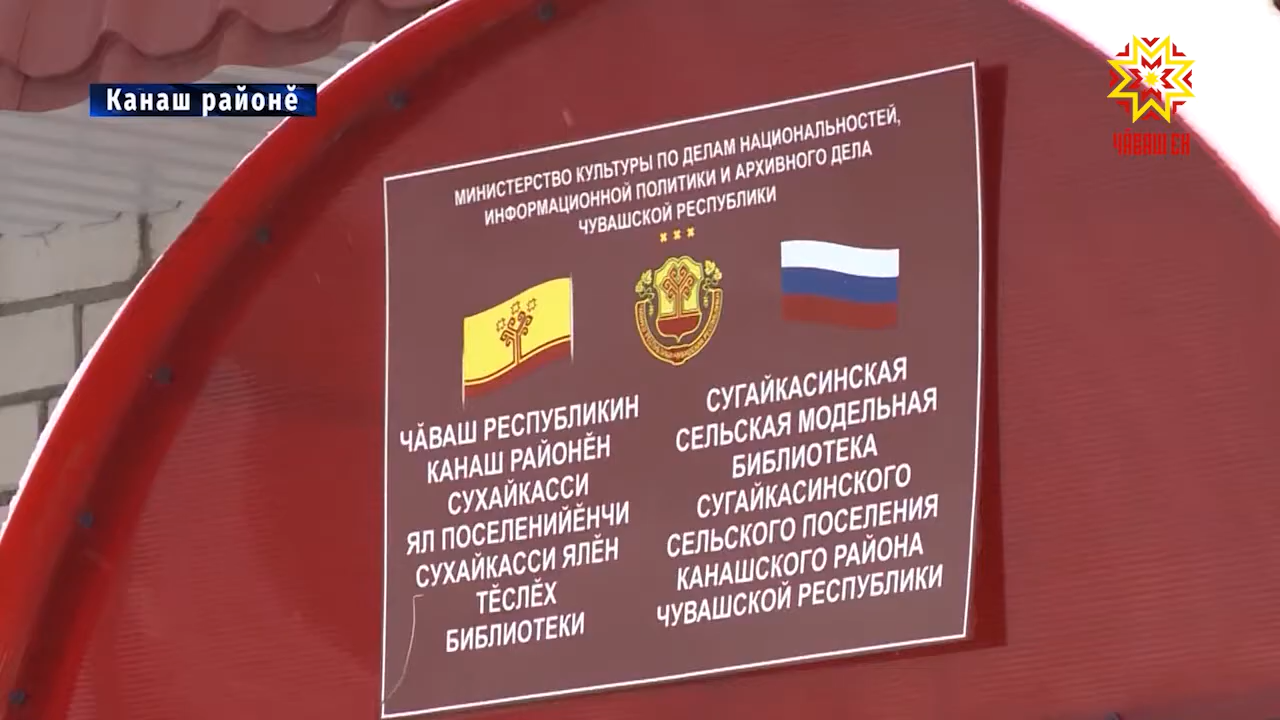 Канаш районӗ
ЧӐВАШ ЕН
МИНИСТЕРСТВО КУЛЬТУРЫ ПО ДЕЛАМ НАЦИОНАЛЬНОСТЕЙ,
ИНФОРМАЦИОННОЙ ПОЛИТИКИ И АРХИВНОГО ДЕЛА
ЧУВАШСКОЙ РЕСПУБЛИКИ
ЧӐВАШ РЕСПУБЛИКИН
КАНАШ РАЙОНӖН
СУХАЙКАССИ
ЯЛ ПОСЕЛЕНИЙӖНЧИ
СУХАЙКАССИ ЯЛӖН
ТӖСЛӖХ
БИБЛИОТЕКИ
СУГАЙКАСИНСКАЯ
СЕЛЬСКАЯ МОДЕЛЬНАЯ
БИБЛИОТЕКА
СУГАЙКАСИНСКОГО
СЕЛЬСКОГО ПОСЕЛЕНИЯ
КАНАШСКОГО РАЙОНА
ЧУВАШСКОЙ РЕСПУБЛИКИ